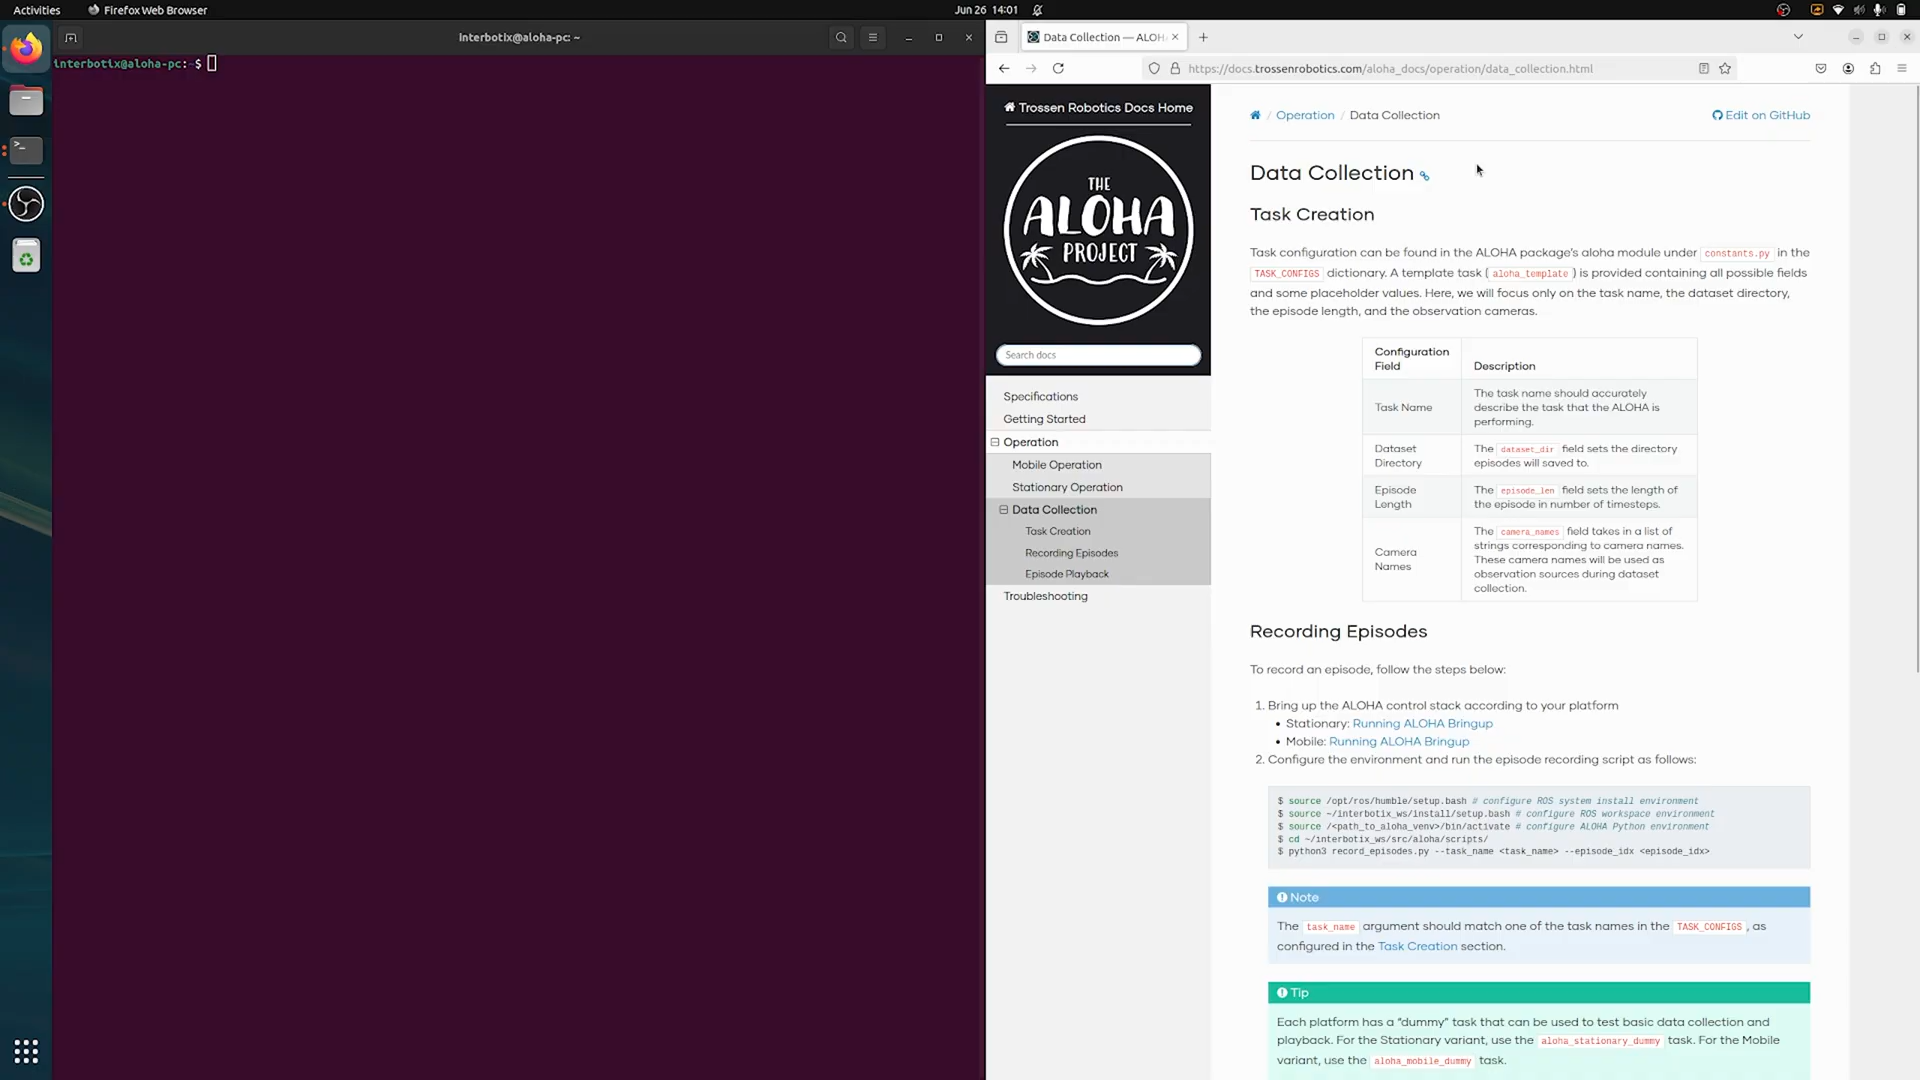 Activities
Firefox Web Browser
Jun 26 14:01
interbotix@aloha-pc: ~
interbotix@aloha-pc:~$
Data Collection — ALOH
https://docs.trossenrobotics.com/aloha_docs/operation/data_collection.html
Trossen Robotics Docs Home
THE
ALOHA
PROJECT
Search docs
Specifications
Getting Started
Operation
Mobile Operation
Stationary Operation
Data Collection
Task Creation
Recording Episodes
Episode Playback
Troubleshooting
/ Operation / Data Collection
Edit on GitHub
Data Collection
Task Creation
Task configuration can be found in the ALOHA package's aloha module under constants.py in the
TASK_CONFIGS dictionary. A template task ( aloha_template ) is provided containing all possible fields
and some placeholder values. Here, we will focus only on the task name, the dataset directory,
the episode length, and the observation cameras.
Configuration
Field
Description
Task Name
The task name should accurately
describe the task that the ALOHA is
performing.
Dataset
Directory
The dataset_dir field sets the directory
episodes will saved to.
Episode
Length
The episode_len field sets the length of
the episode in number of timesteps.
Camera
Names
The camera_names field takes in a list of
strings corresponding to camera names.
These camera names will be used as
observation sources during dataset
collection.
Recording Episodes
To record an episode, follow the steps below:
1. Bring up the ALOHA control stack according to your platform
• Stationary: Running ALOHA Bringup
• Mobile: Running ALOHA Bringup
2. Configure the environment and run the episode recording script as follows:
$ source /opt/ros/humble/setup.bash # configure ROS system install environment
$ source ~/interbotix_ws/install/setup.bash # configure ROS workspace environment
$ source /<path_to_aloha_venv>/bin/activate # configure ALOHA Python environment
$ cd ~/interbotix_ws/src/aloha/scripts/
$ python3 record_episodes.py --task_name <task_name> --episode_idx <episode_idx>
Note
The task_name argument should match one of the task names in the TASK_CONFIGS , as
configured in the Task Creation section.
Tip
Each platform has a “dummy” task that can be used to test basic data collection and
playback. For the Stationary variant, use the aloha_stationary_dummy task. For the Mobile
variant, use the aloha_mobile_dummy task.